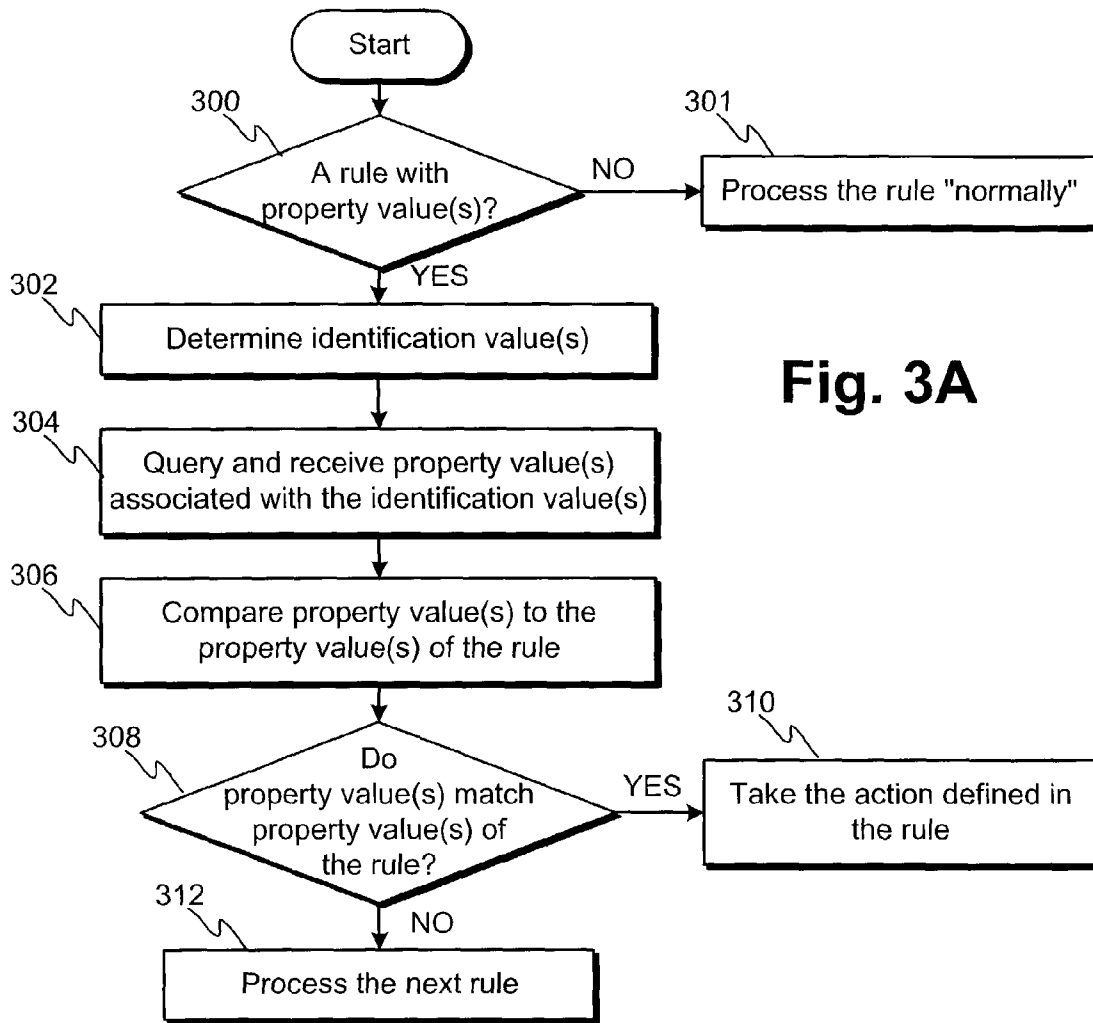 Start
300
A rule with
property value(s)?
NO
301
Process the rule "normally"
YES
302
Determine identification value(s)
Fig. 3A
304
Query and receive property value(s)
associated with the identification value(s)
306
Compare property value(s) to the
property value(s) of the rule
308
Do
property value(s) match
property value(s) of
the rule?
YES
310
Take the action defined in
the rule
NO
312
Process the next rule